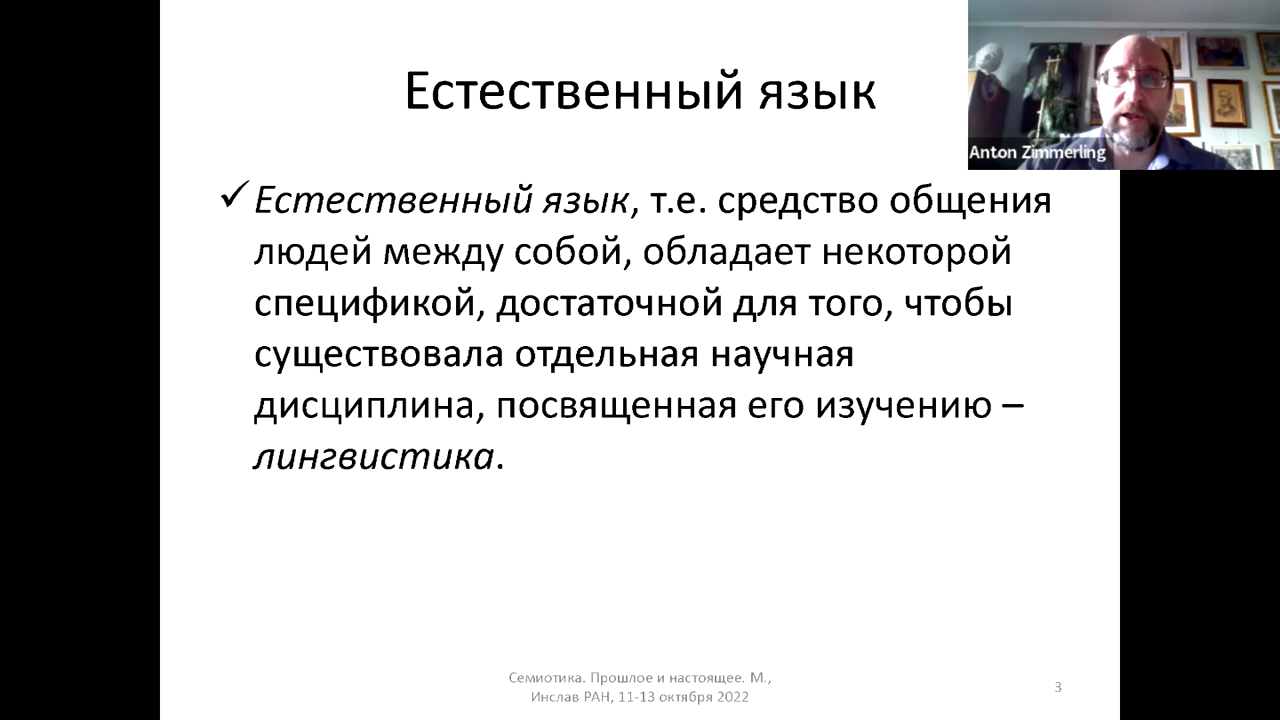 Естественный язык
Anton Zimmerling
✓ Естественный язык, т.е. средство общения
людей между собой, обладает некоторой
спецификой, достаточной для того, чтобы
существовала отдельная научная
дисциплина, посвященная его изучению –
лингвистика.
Семиотика. Прошлое и настоящее. М.,
Инслав РАН, 11-13 октября 2022
3